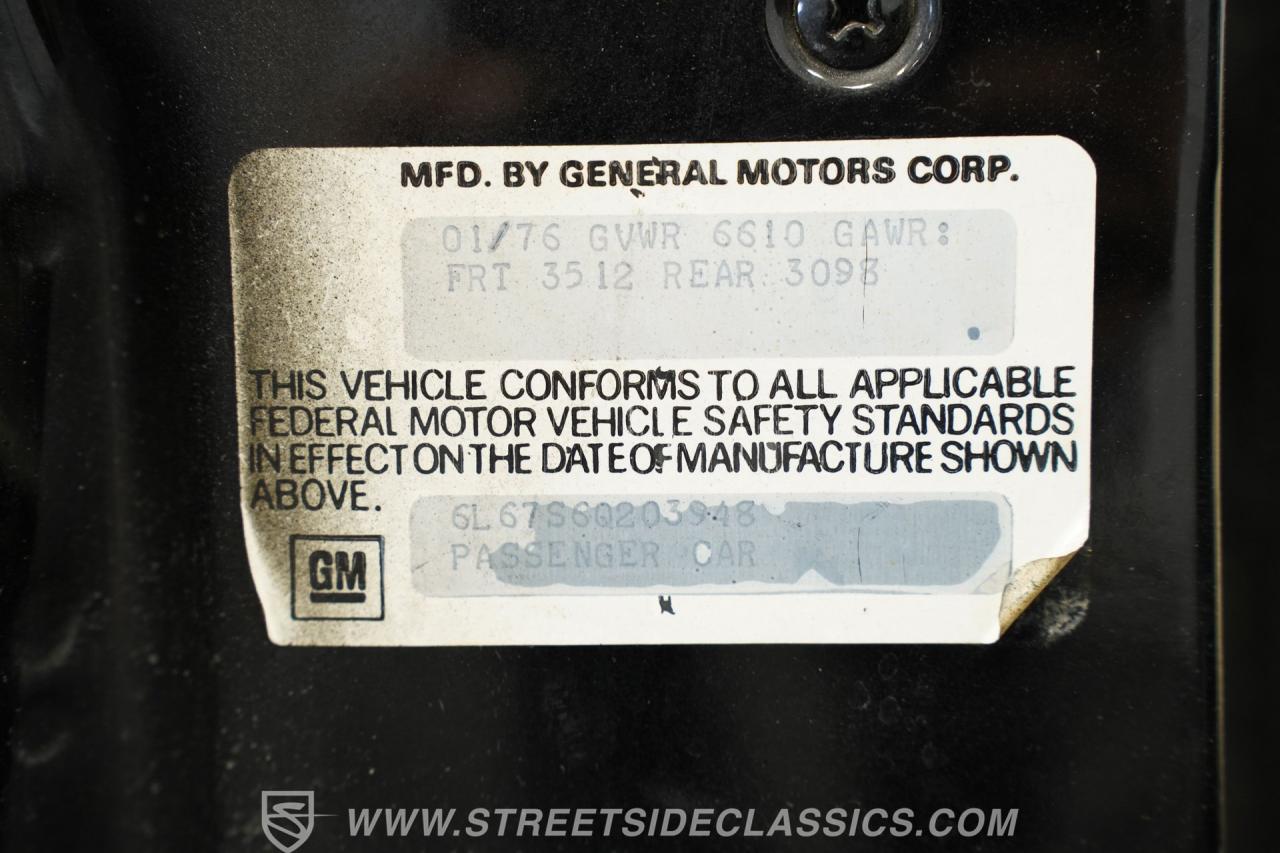 MFD. BY GENERAL MOTORS CORP.
01/76 GVWR 6610 GAWR:
FRT 3512 REAR 3098
THIS VEHICLE CONFORMS TO ALL APPLICABLE
FEDERAL MOTOR VEHICLE SAFETY STANDARDS
IN EFFECT ON THE DATE OF MANUFACTURE SHOWN
ABOVE.
6L67S6Q203948
PASSENGER CAR
GM
WWW.STREETSIDECLASSICS.COM